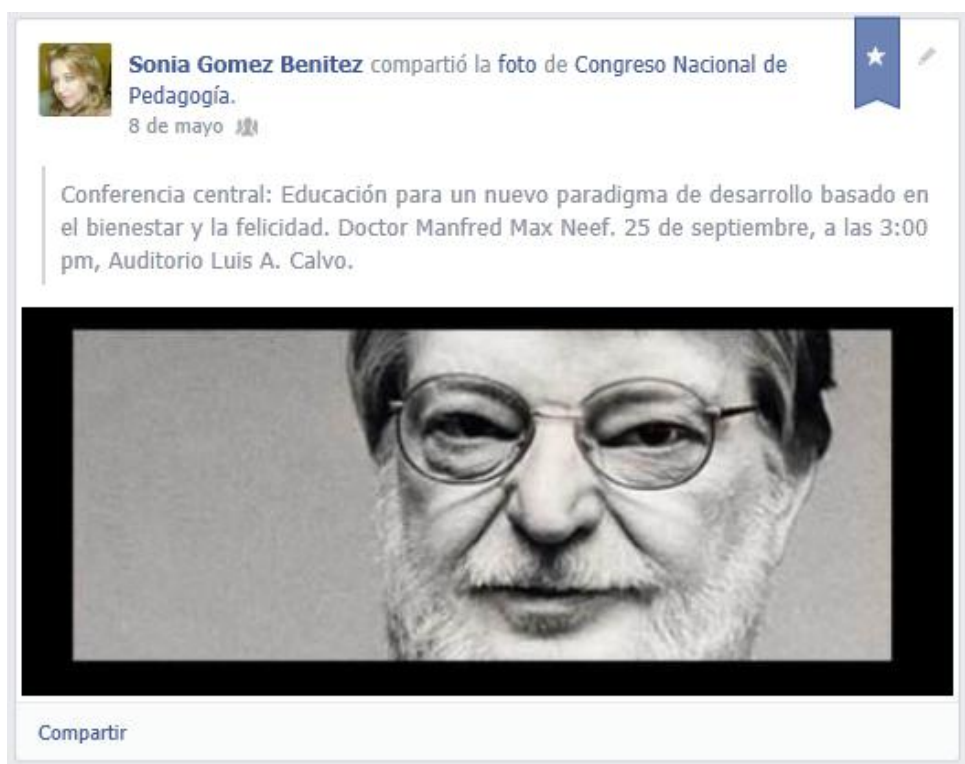 Sonia Gomez Benitez compartió la foto de Congreso Nacional de
Pedagogía.
8 de mayo
Conferencia central: Educación para un nuevo paradigma de desarrollo basado en
el bienestar y la felicidad. Doctor Manfred Max Neef. 25 de septiembre, a las 3:00
pm, Auditorio Luis A. Calvo.
Compartir